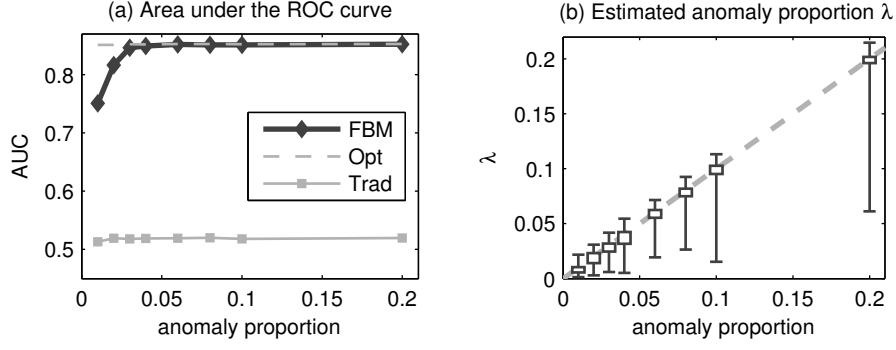 (a) Area under the ROC curve
AUC
0.8
0.7
0.6
0.5
FBM
Opt
Trad
0
0.05
0.1
0.15
0.2
anomaly proportion
(b) Estimated anomaly proportion λ
λ
0.2
0.15
0.1
0.05
0
0
0.05
0.1
0.15
0.2
anomaly proportion